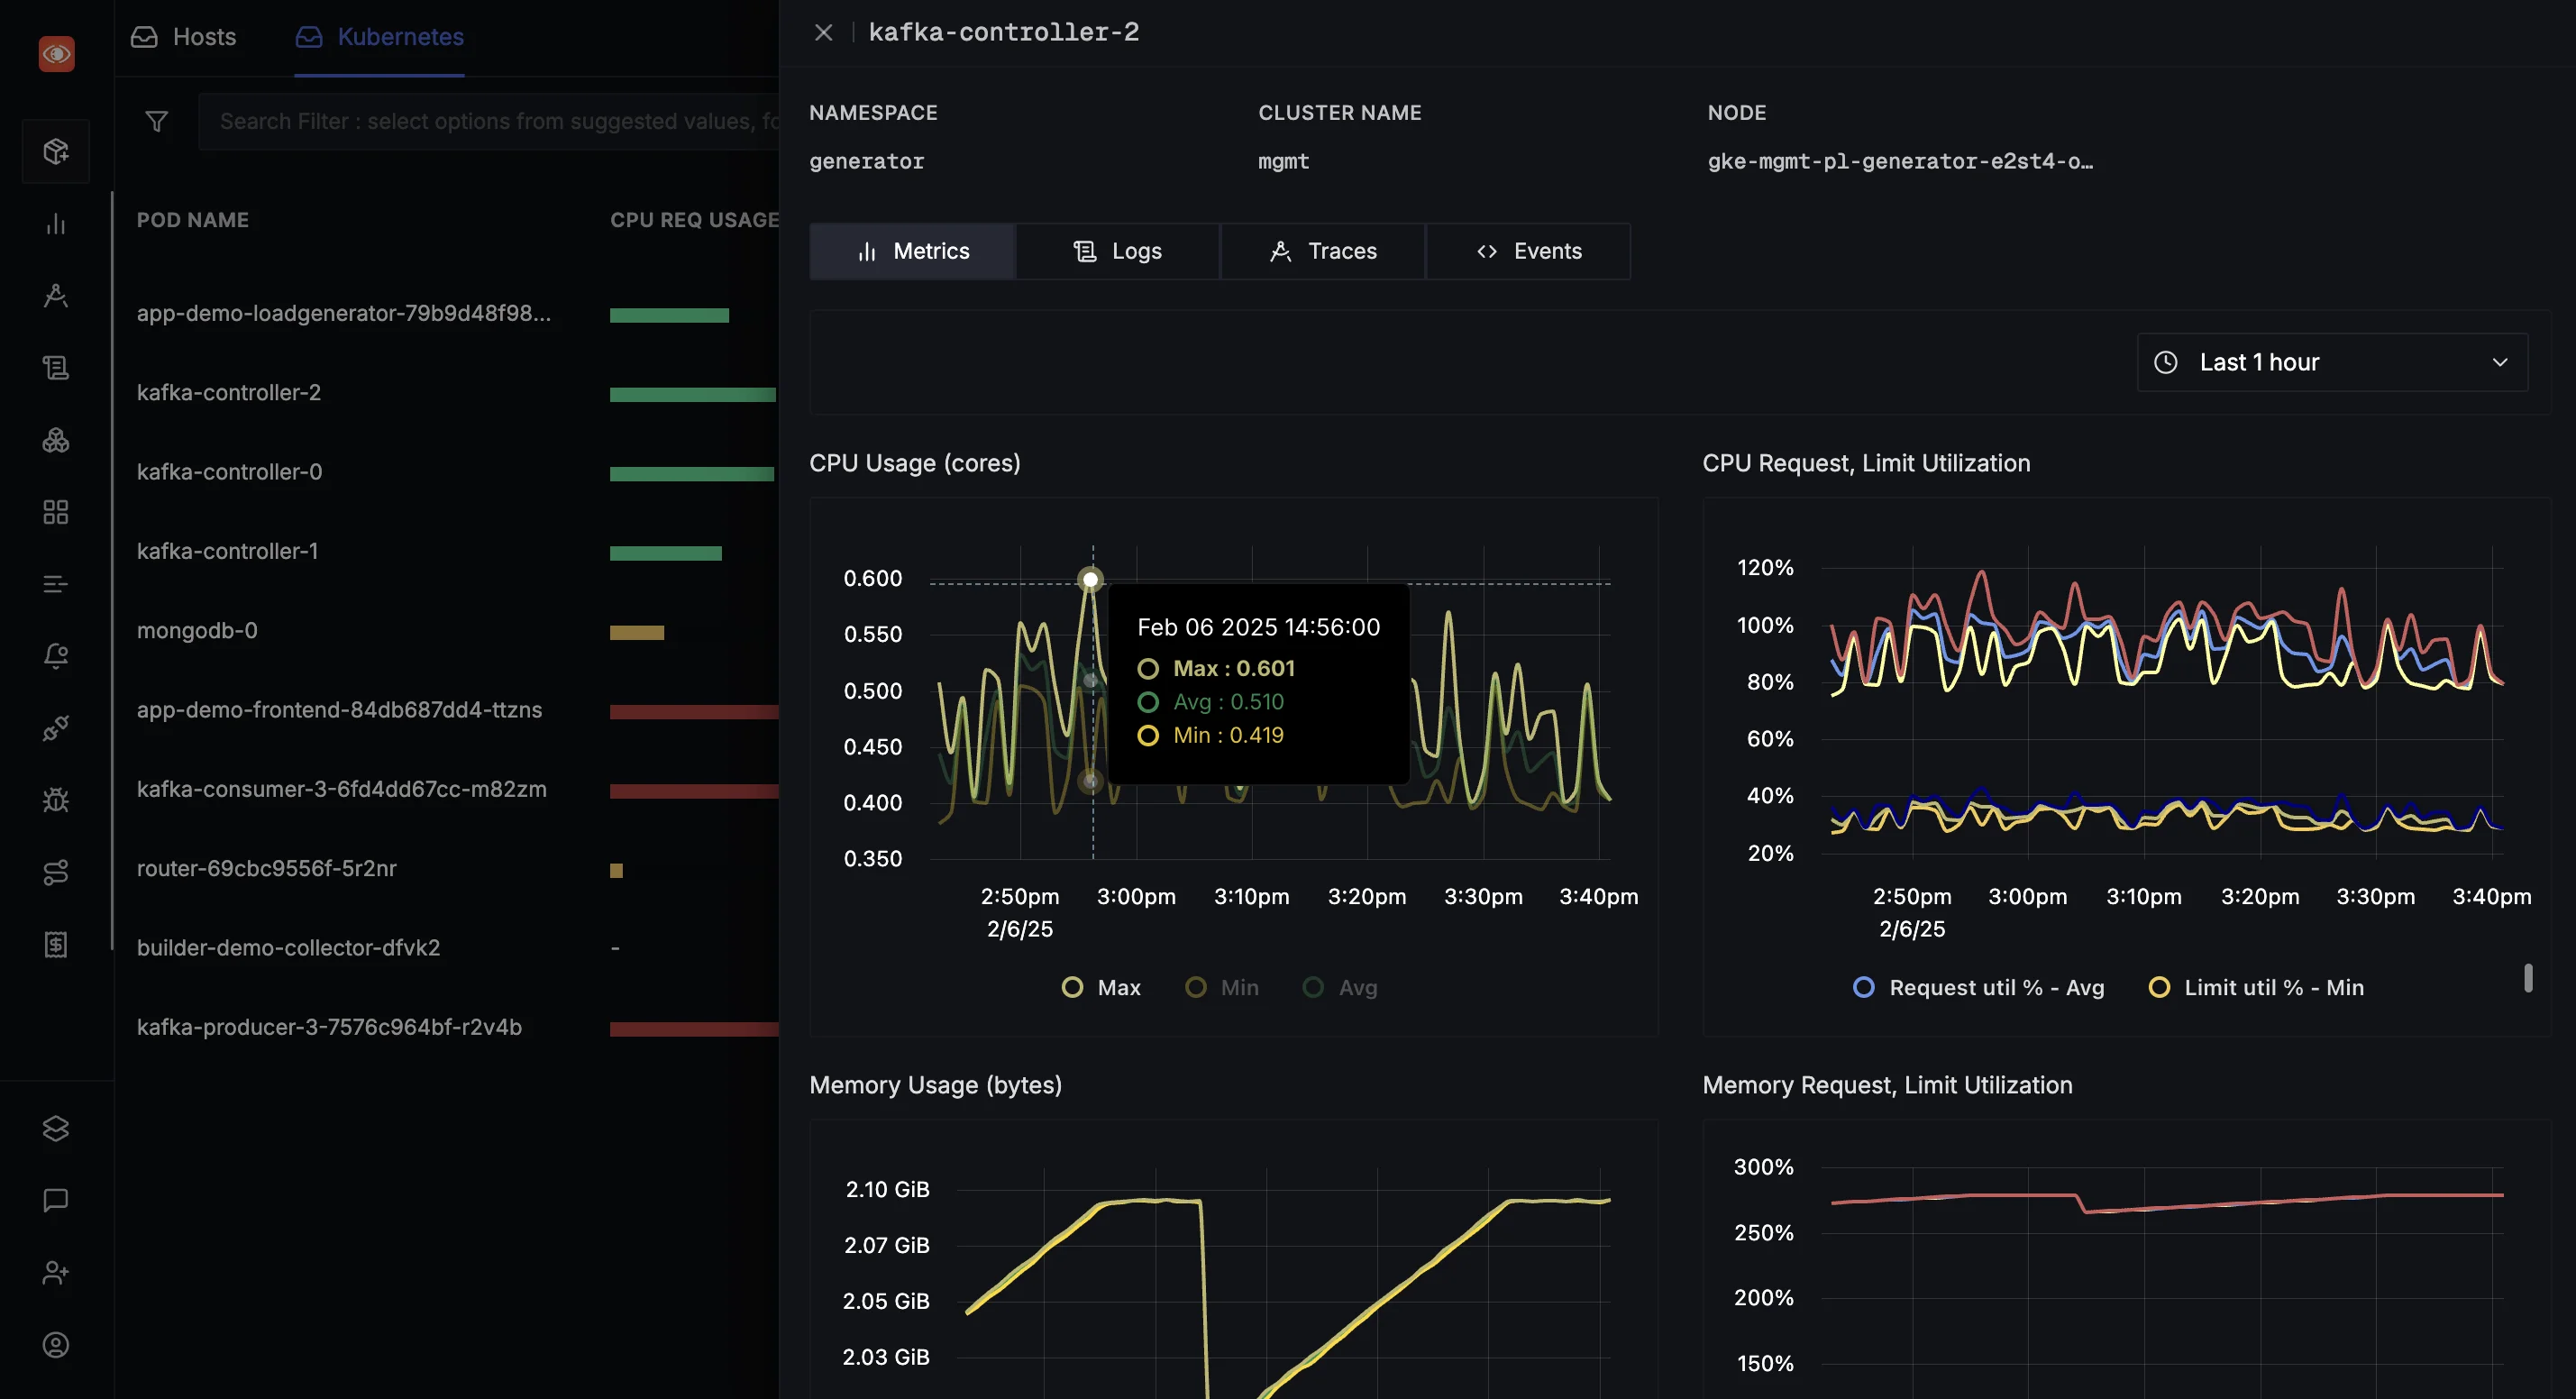 Hosts
Kubernetes
Search Filter : select options from suggested values, fo
POD NAME
CPU REQ USAGE
app-demo-loadgenerator-79b9d48f98...
kafka-controller-2
kafka-controller-0
kafka-controller-1
mongodb-0
app-demo-frontend-84db687dd4-ttzns
kafka-consumer-3-6fd4dd67cc-m82zm
router-69cbc9556f-5r2nr
builder-demo-collector-dfvk2
-
kafka-producer-3-7576c964bf-r2v4b
kafka-controller-2
NAMESPACE
CLUSTER NAME
NODE
generator
mgmt
gke-mgmt-pl-generator-e2st4-o…
Metrics
Logs
Traces
Events
Last 1 hour
CPU Usage (cores)
0.600
0.550
0.500
0.450
0.400
0.350
Feb 06 2025 14:56:00
Max : 0.601
Avg : 0.510
Min : 0.419
2:50pm
3:00pm
3:10pm
3:20pm
3:30pm
3:40pm
2/6/25
Max
Min
Avg
CPU Request, Limit Utilization
120%
100%
80%
60%
40%
20%
2:50pm
3:00pm
3:10pm
3:20pm
3:30pm
3:40pm
2/6/25
Request util % - Avg
Limit util % - Min
Memory Usage (bytes)
2.10 GiB
2.07 GiB
2.05 GiB
2.03 GiB
Memory Request, Limit Utilization
300%
250%
200%
150%